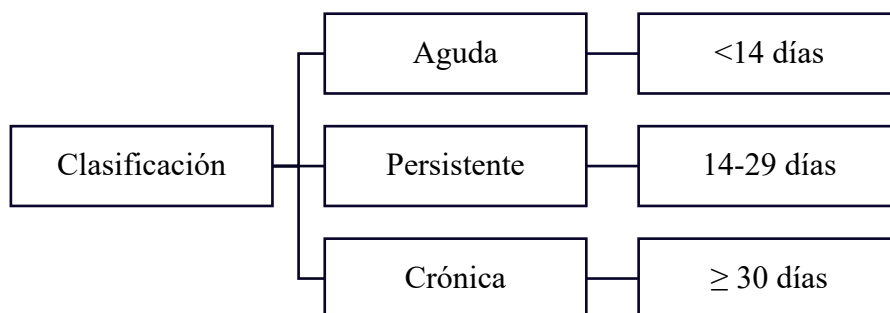 Clasificación
Aguda
<14 días
Persistente
14-29 días
Crónica
≥ 30 días